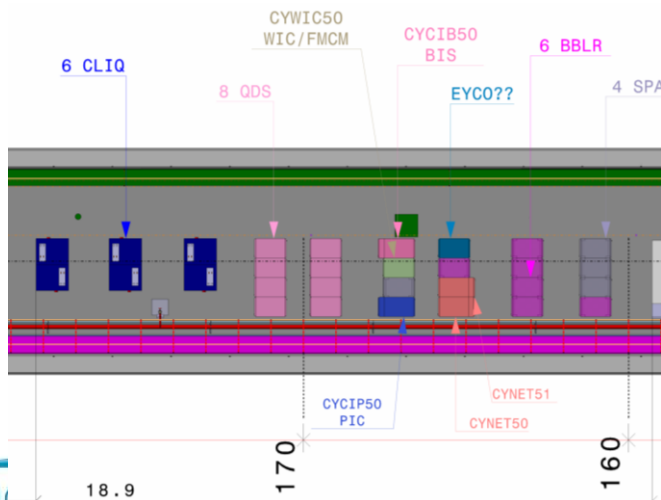 CYWIC50
WIC/FMCM
CYCIB50
BIS
6 BBLR
6 CLIQ
8 QDS
EYCO??
4 SPA
CYCIP50
PIC
CYNET51
CYNET50
170
160
18.9